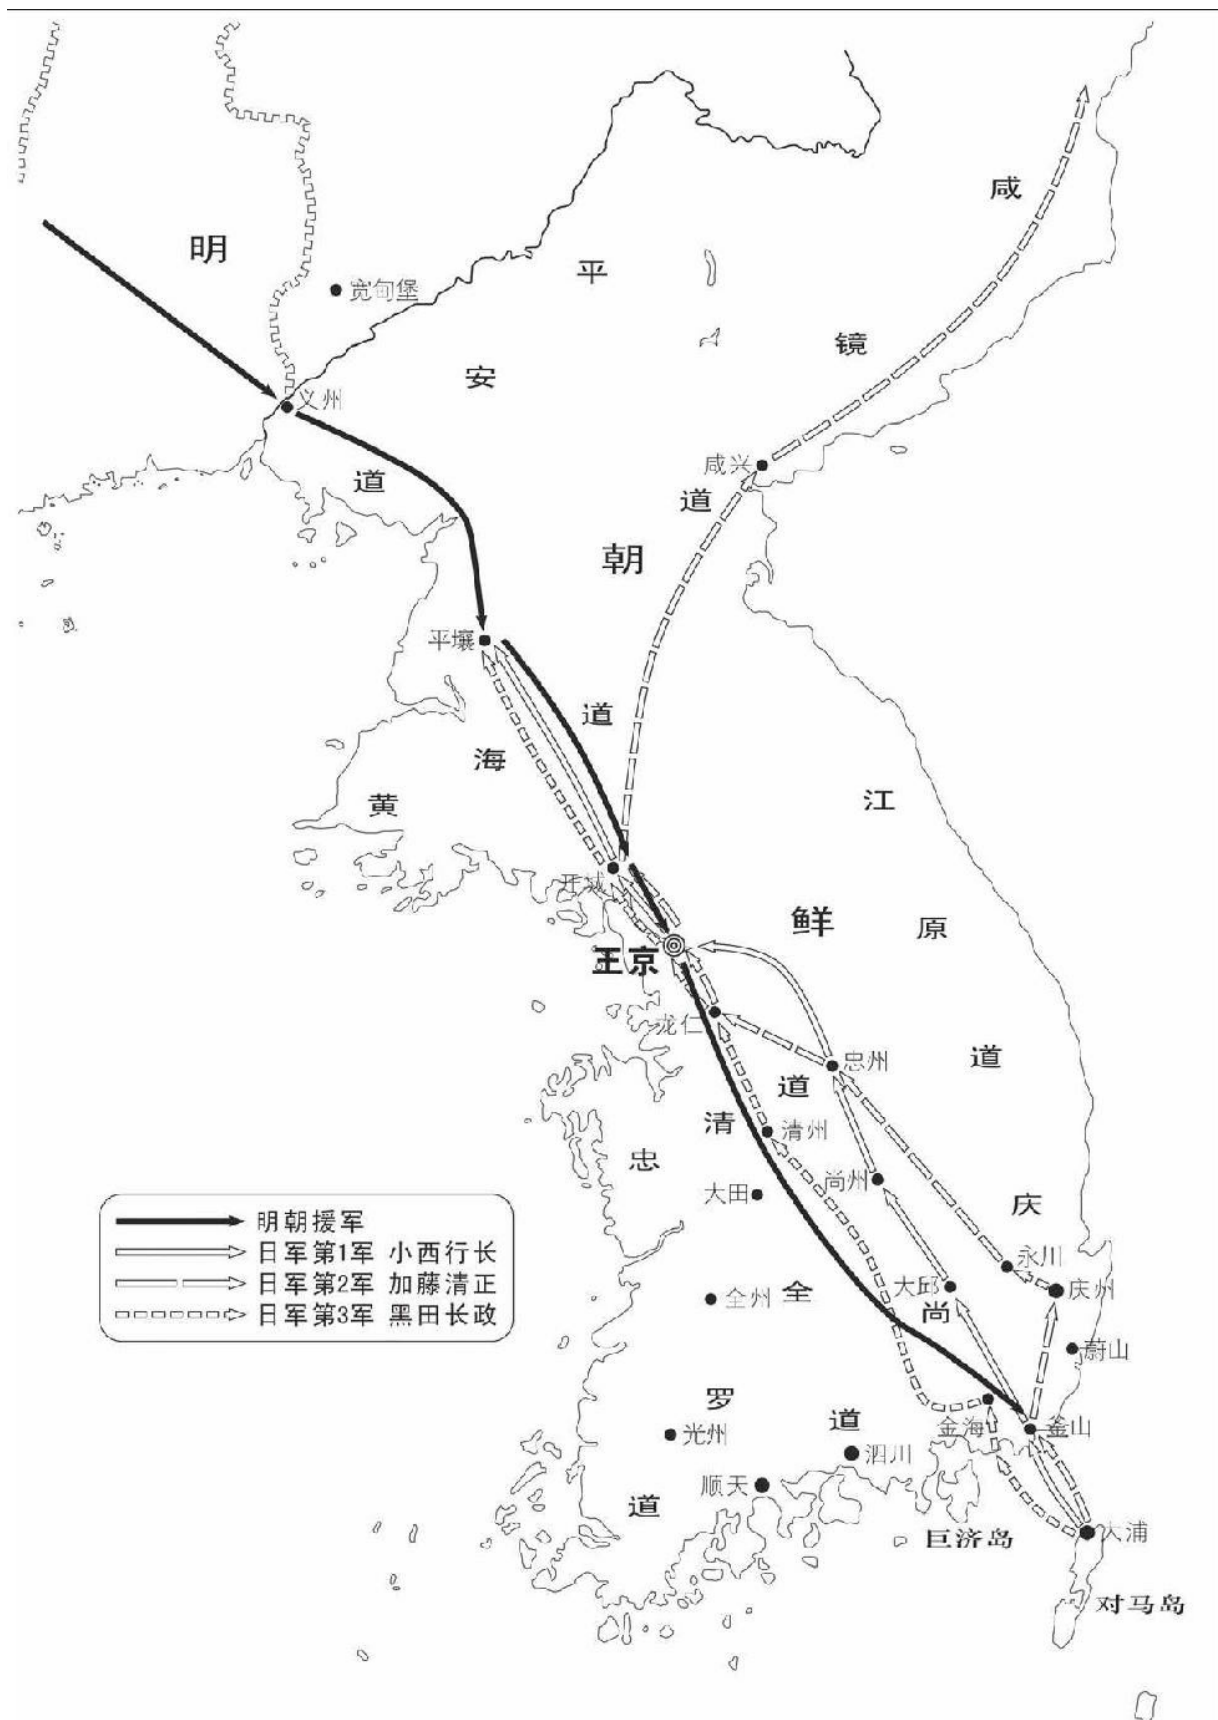 咸
明
平
宽甸堡
镜
安
义州
咸兴
道
道
朝
平壤
道
海
江
黄
开城
鲜
原
王京
龙仁
道
忠州
道
清
清州
忠
尚州
大田
庆
明朝援军
日军第1军 小西行长
日军第2军 加藤清正
日军第3军 黑田长政
永川
大邱
庆州
全州
全
尚
蔚山
罗
道
金海
釜山
光州
泗川
顺天
道
巨济岛
大浦
对马岛